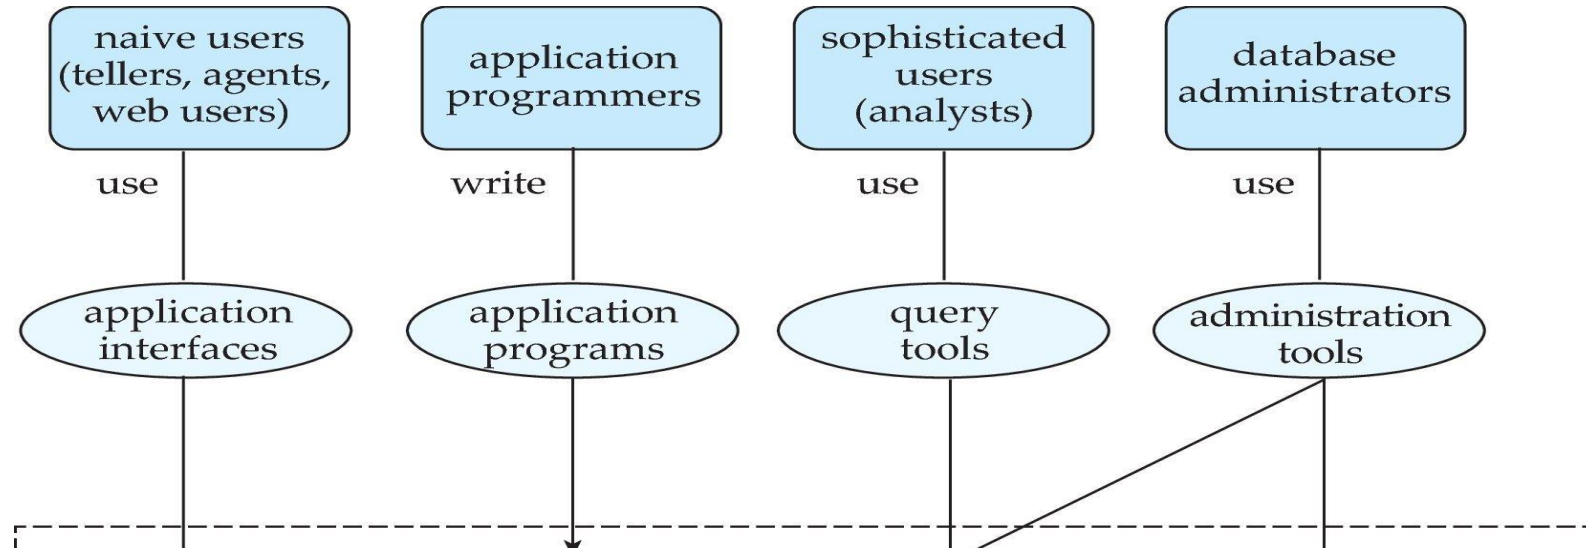 naive users
(tellers, agents,
web users)
application
programmers
sophisticated
users
(analysts)
database
administrators
use
write
use
use
application
interfaces
application
programs
query
tools
administration
tools